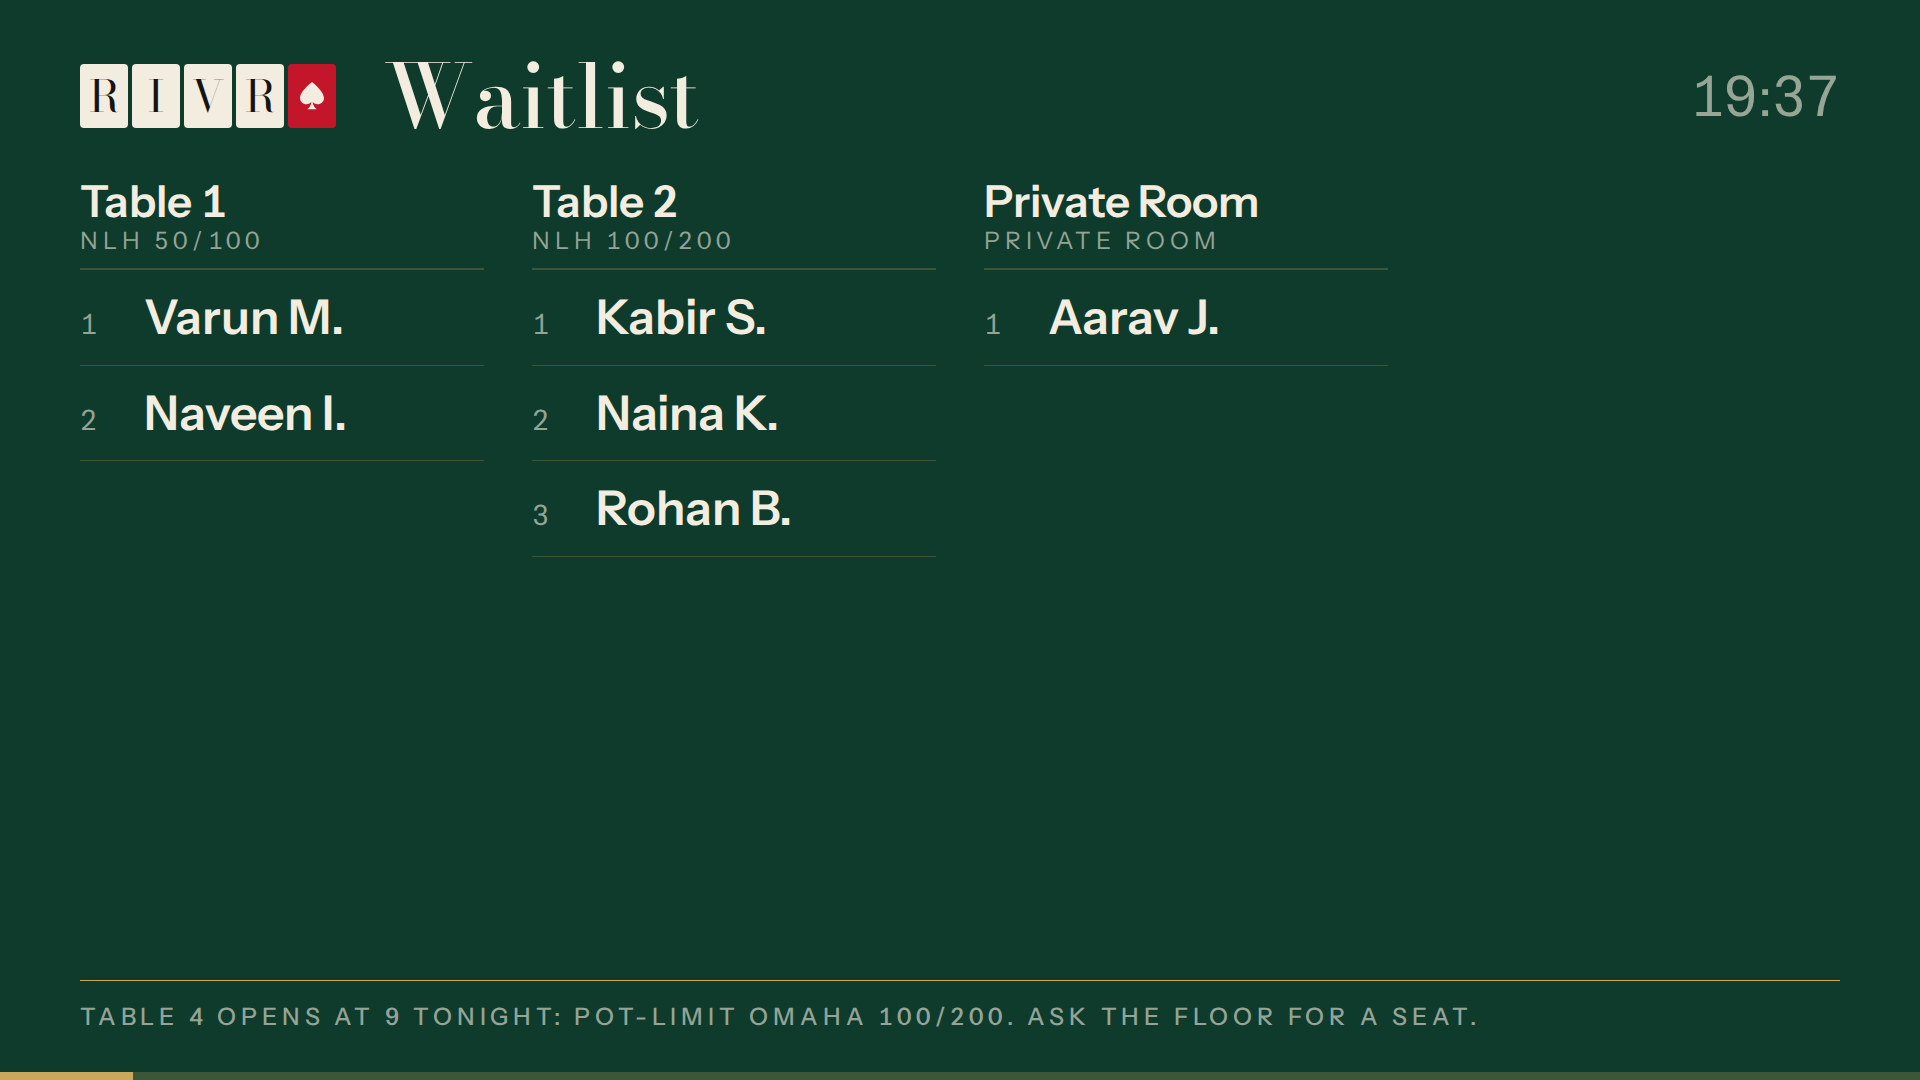 RIVR♠ Waitlist
19:37
Table 1
NLH 50/100
1 Varun M.
2 Naveen I.
Table 2
NLH 100/200
1 Kabir S.
2 Naina K.
3 Rohan B.
Private Room
PRIVATE ROOM
1 Aarav J.
TABLE 4 OPENS AT 9 TONIGHT: POT-LIMIT OMAHA 100/200. ASK THE FLOOR FOR A SEAT.